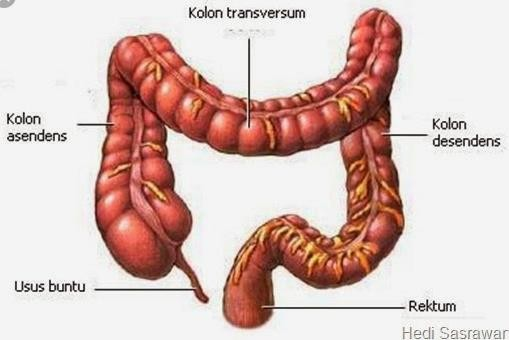 Kolon transversum
Kolon
asendens
Kolon
desendens
Usus buntu
Rektum
Hedi Sasrawan